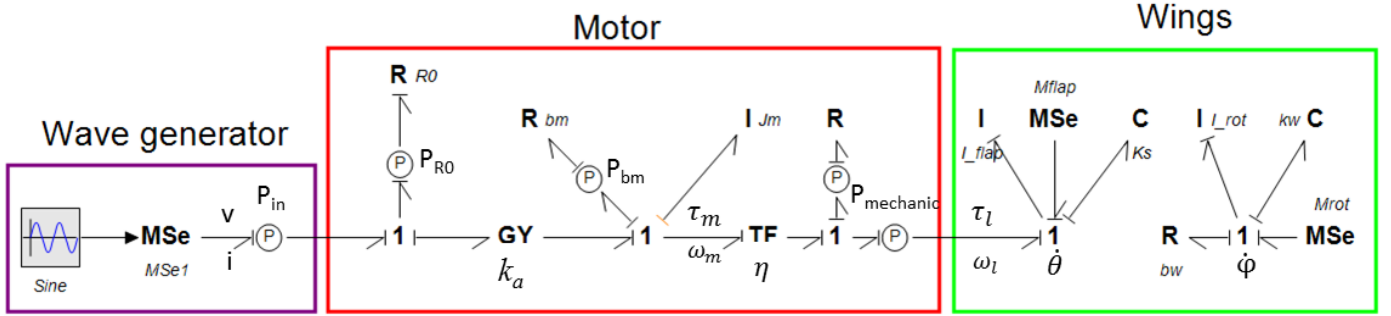 Wave generator
Motor
Wings
Sine
MSe
MSe1
v
i
P_in
P
R R0
P
P_R0
1
GY
k_a
R bm
P
P_bm
I Jm
1
τ_m
ω_m
TF
η
R
P
P_mechanic
1
P
τ_l
ω_l
I
I_flap
Mflap
MSe
C
Ks
1
θ̇
I I_rot
kw C
R
bw
1
φ̇
Mrot
MSe